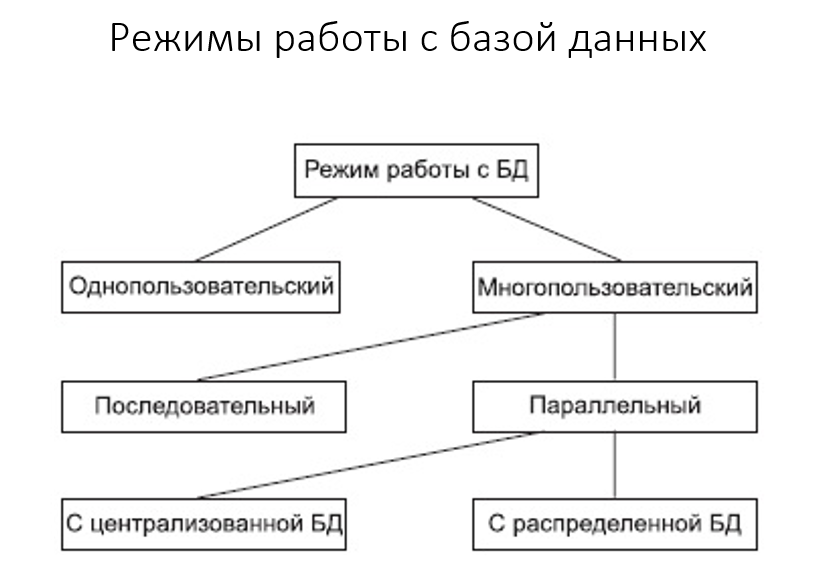 Режимы работы с базой данных
Режим работы с БД
Однопользовательский
Многопользовательский
Последовательный
Параллельный
С централизованной БД
С распределенной БД